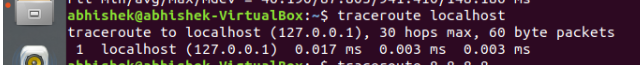 abhishek@abhishek-VirtualBox:~$ traceroute localhost
traceroute to localhost (127.0.0.1), 30 hops max, 60 byte packets
1 localhost (127.0.0.1) 0.017 ms 0.003 ms 0.003 ms